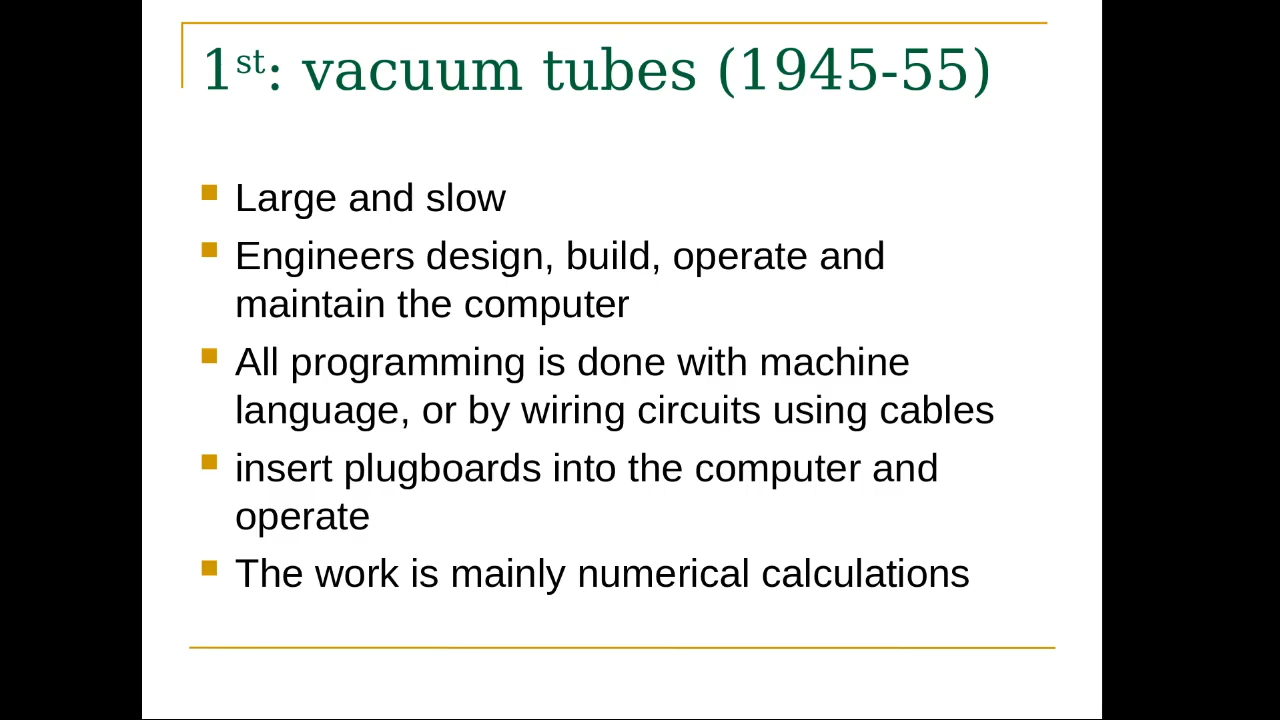 1st: vacuum tubes (1945-55)
Large and slow
Engineers design, build, operate and
maintain the computer
All programming is done with machine
language, or by wiring circuits using cables
insert plugboards into the computer and
operate
The work is mainly numerical calculations